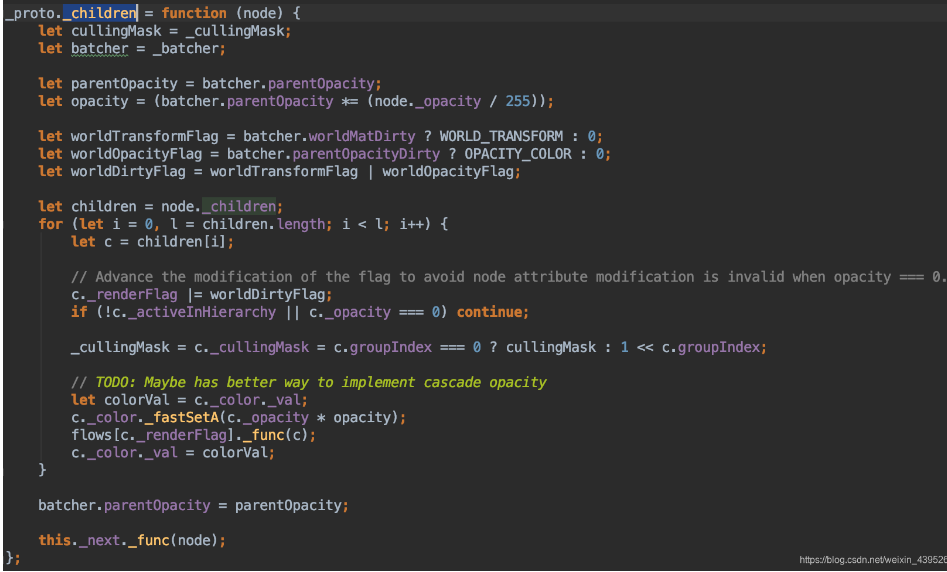 _proto._children = function (node) {
    let cullingMask = _cullingMask;
    let batcher = _batcher;

    let parentOpacity = batcher.parentOpacity;
    let opacity = (batcher.parentOpacity *= (node._opacity / 255));

    let worldTransformFlag = batcher.worldMatDirty ? WORLD_TRANSFORM : 0;
    let worldOpacityFlag = batcher.parentOpacityDirty ? OPACITY_COLOR : 0;
    let worldDirtyFlag = worldTransformFlag | worldOpacityFlag;

    let children = node._children;
    for (let i = 0, l = children.length; i < l; i++) {
        let c = children[i];

        // Advance the modification of the flag to avoid node attribute modification is invalid when opacity === 0.
        c._renderFlag |= worldDirtyFlag;
        if (!c._activeInHierarchy || c._opacity === 0) continue;

        _cullingMask = c._cullingMask = c.groupIndex === 0 ? cullingMask : 1 << c.groupIndex;

        // TODO: Maybe has better way to implement cascade opacity
        let colorVal = c._color._val;
        c._color._fastSetA(c._opacity * opacity);
        flows[c._renderFlag]._func(c);
        c._color._val = colorVal;
    }

    batcher.parentOpacity = parentOpacity;

    this._next._func(node);
};
https://blog.csdn.net/weixin_439526